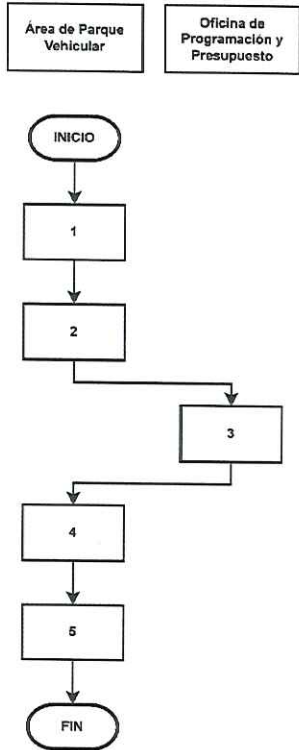 Área de Parque
Vehicular
Oficina de
Programación y
Presupuesto
INICIO
1
2
3
4
5
FIN